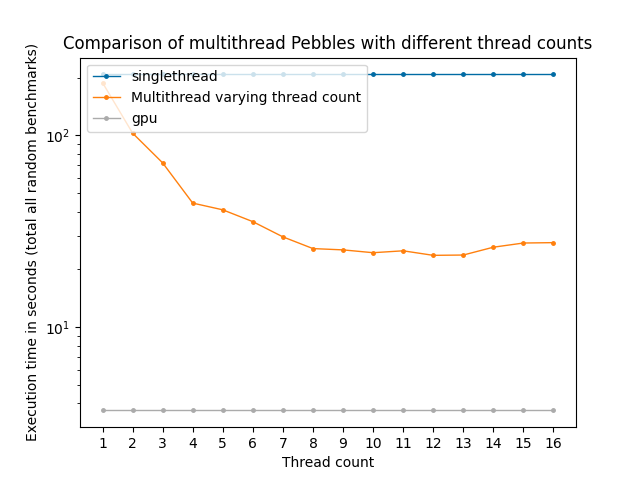 Comparison of multithread Pebbles with different thread counts
singlethread
Multithread varying thread count
gpu
Execution time in seconds (total all random benchmarks)
10²
10¹
1 2 3 4 5 6 7 8 9 10 11 12 13 14 15 16
Thread count